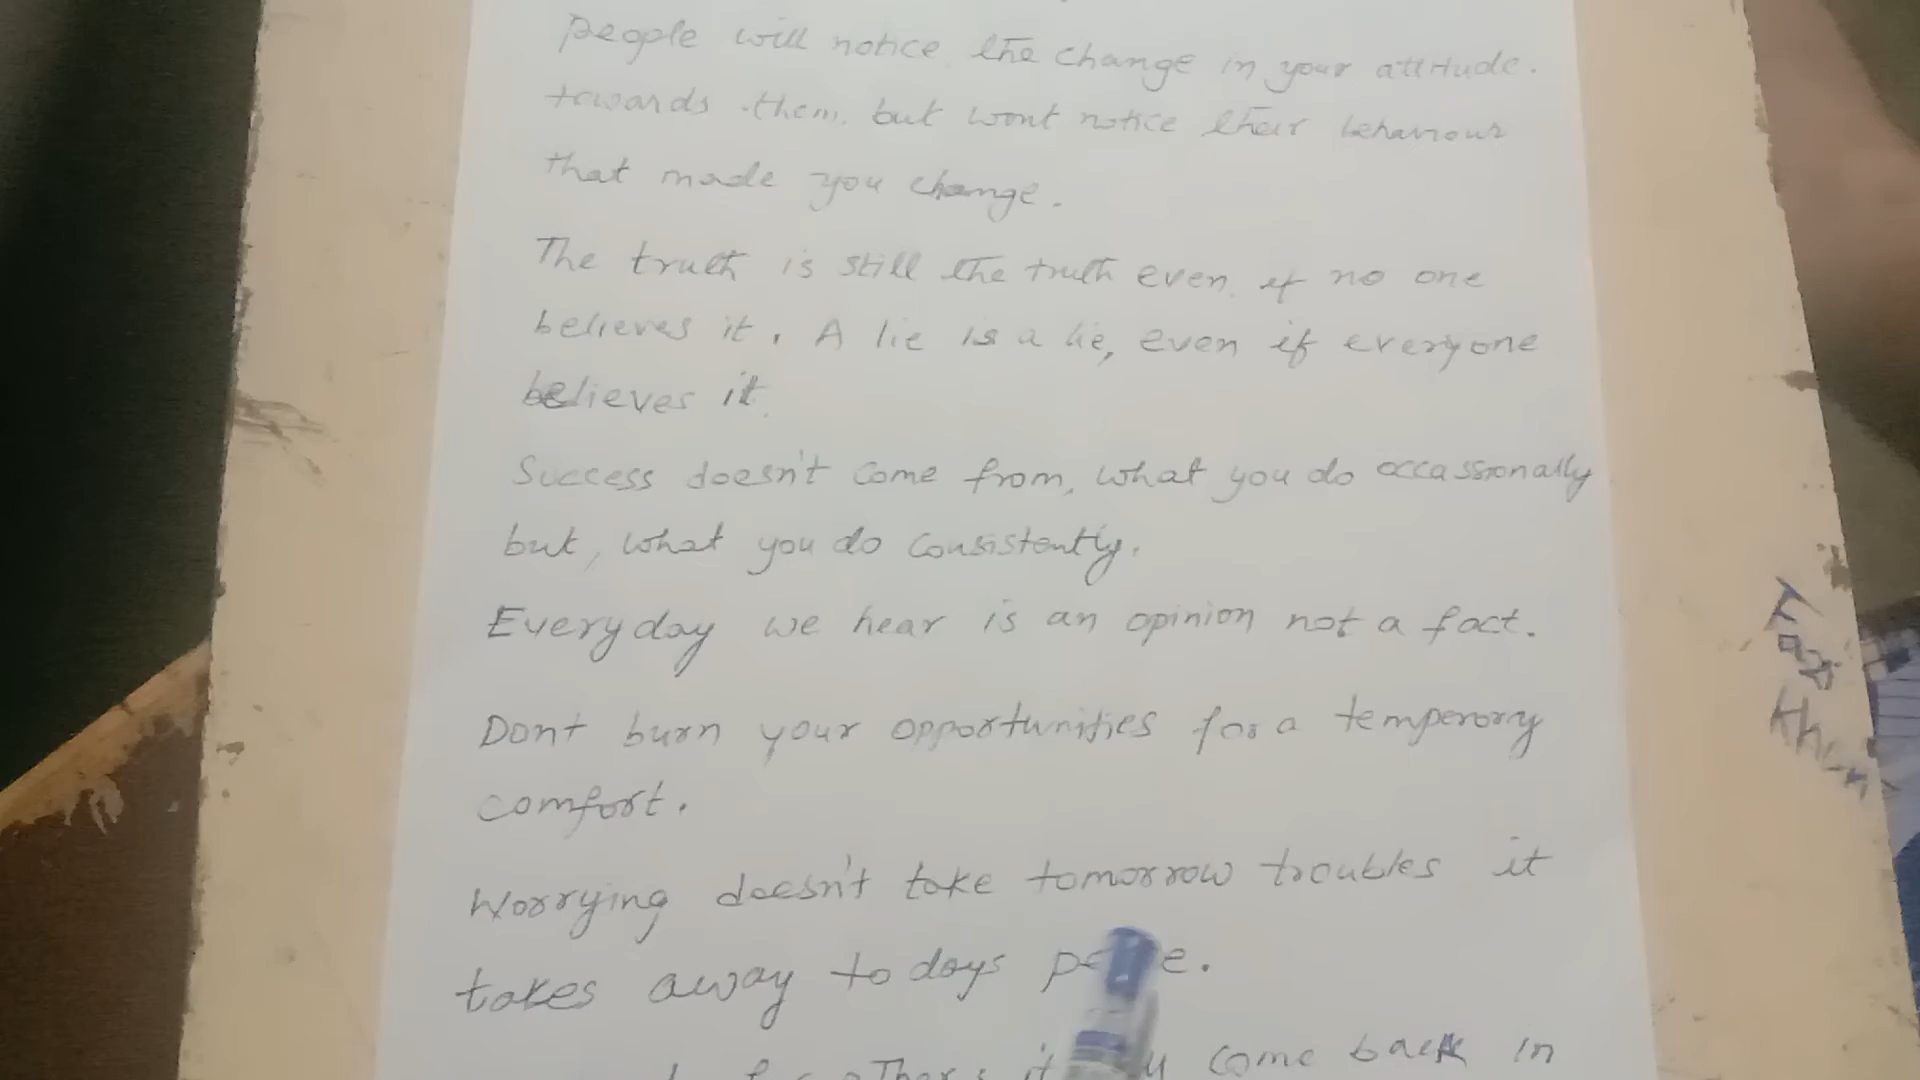 people will notice the change in your attitude.
towards them. but wont notice their behaviour
that made you change.
The truth is still the truth even. if no one
believes it. A lie is a lie, even if everyone
believes it.
Success doesn't come from, what you do occassionally
but, what you do consistently.
Everyday we hear is an opinion not a fact.
Dont burn your opportunities for a temperory
comfort.
Worrying doesn't take tomorrow troubles it
takes away todays
come back in